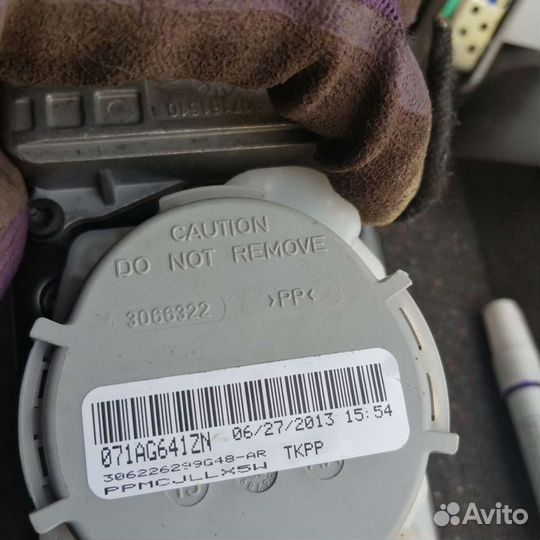 CAUTION
DO NOT REMOVE
3066322 >PP<
071AG641ZN 06/27/2013 15:54
306226299G48-AR TKPP
PPMCJLLX5W
Avito